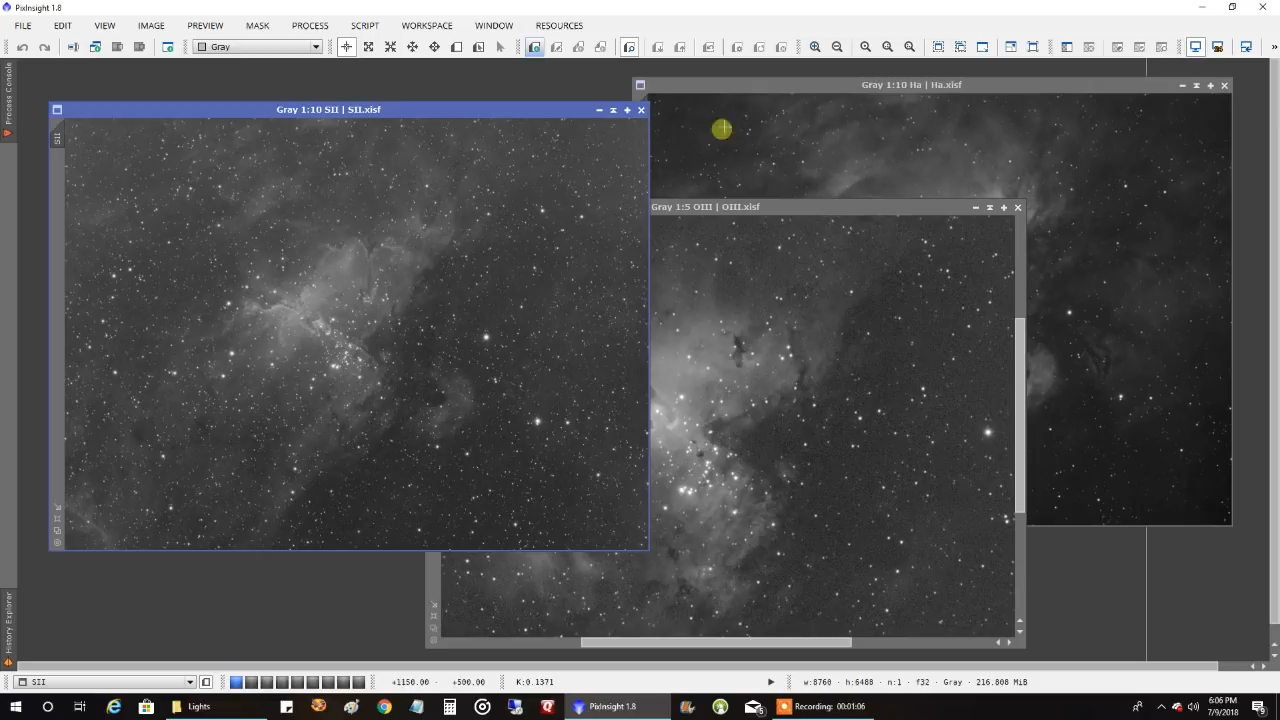 PixInsight 1.8
FILE EDIT VIEW IMAGE PREVIEW MASK PROCESS SCRIPT WORKSPACE WINDOW RESOURCES
Gray
»
Process Console
Gray 1:10 Ha | Ha.xisf
Gray 1:10 SII | SII.xisf
SII
Gray 1:5 OIII | OIII.xisf
History Explorer
SII +1150.00 · +500.00 K:0.1371 w:8760 · h:6488 · n:1 · f32 · Gray · 216.808 MiB
Lights
PixInsight 1.8
Recording: 00:01:06
6:06 PM
7/9/2018